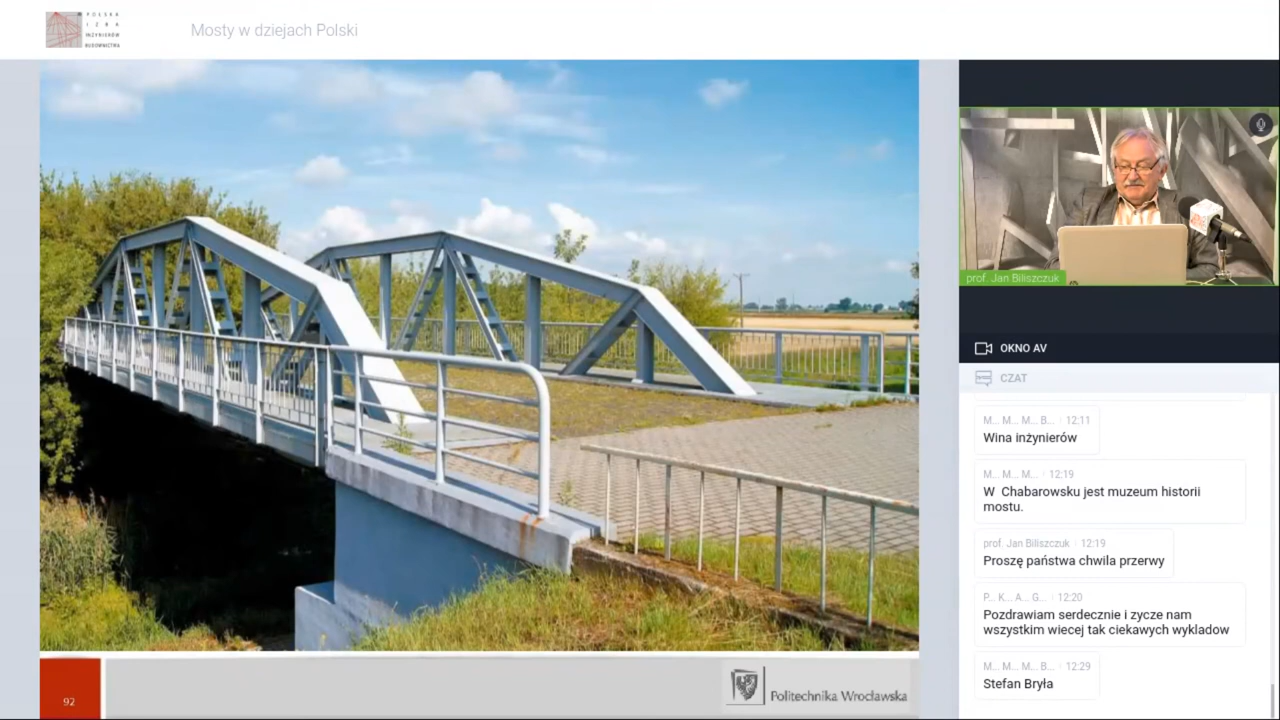 POLSKA
IZBA
INŻYNIERÓW
BUDOWNICTWA
Mosty w dziejach Polski
92
Politechnika Wrocławska
prof. Jan Biliszczuk
OKNO AV
CZAT
M... M... M... B... 12:11
Wina inżynierów
M... M... M... 12:19
W Chabarowsku jest muzeum historii
mostu.
prof. Jan Biliszczuk 12:19
Proszę państwa chwila przerwy
P... K... A... G... 12:20
Pozdrawiam serdecznie i zycze nam
wszystkim wiecej tak ciekawych wykladow
M... M... M... B... 12:29
Stefan Bryła